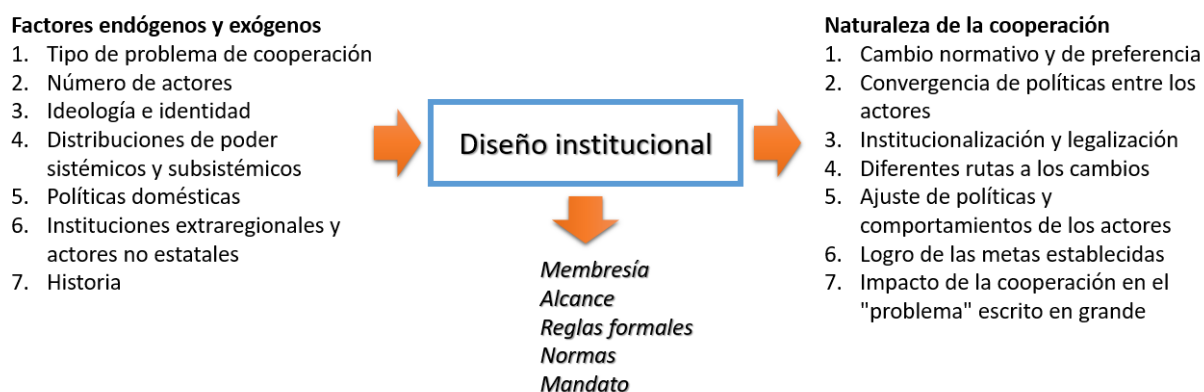 Factores endógenos y exógenos
1. Tipo de problema de cooperación
2. Número de actores
3. Ideología e identidad
4. Distribuciones de poder
sistémicos y subsistémicos
5. Políticas domésticas
6. Instituciones extraregionales y
actores no estatales
7. Historia
Diseño institucional
Membresía
Alcance
Reglas formales
Normas
Mandato
Naturaleza de la cooperación
1. Cambio normativo y de preferencia
2. Convergencia de políticas entre los
actores
3. Institucionalización y legalización
4. Diferentes rutas a los cambios
5. Ajuste de políticas y
comportamientos de los actores
6. Logro de las metas establecidas
7. Impacto de la cooperación en el
"problema" escrito en grande